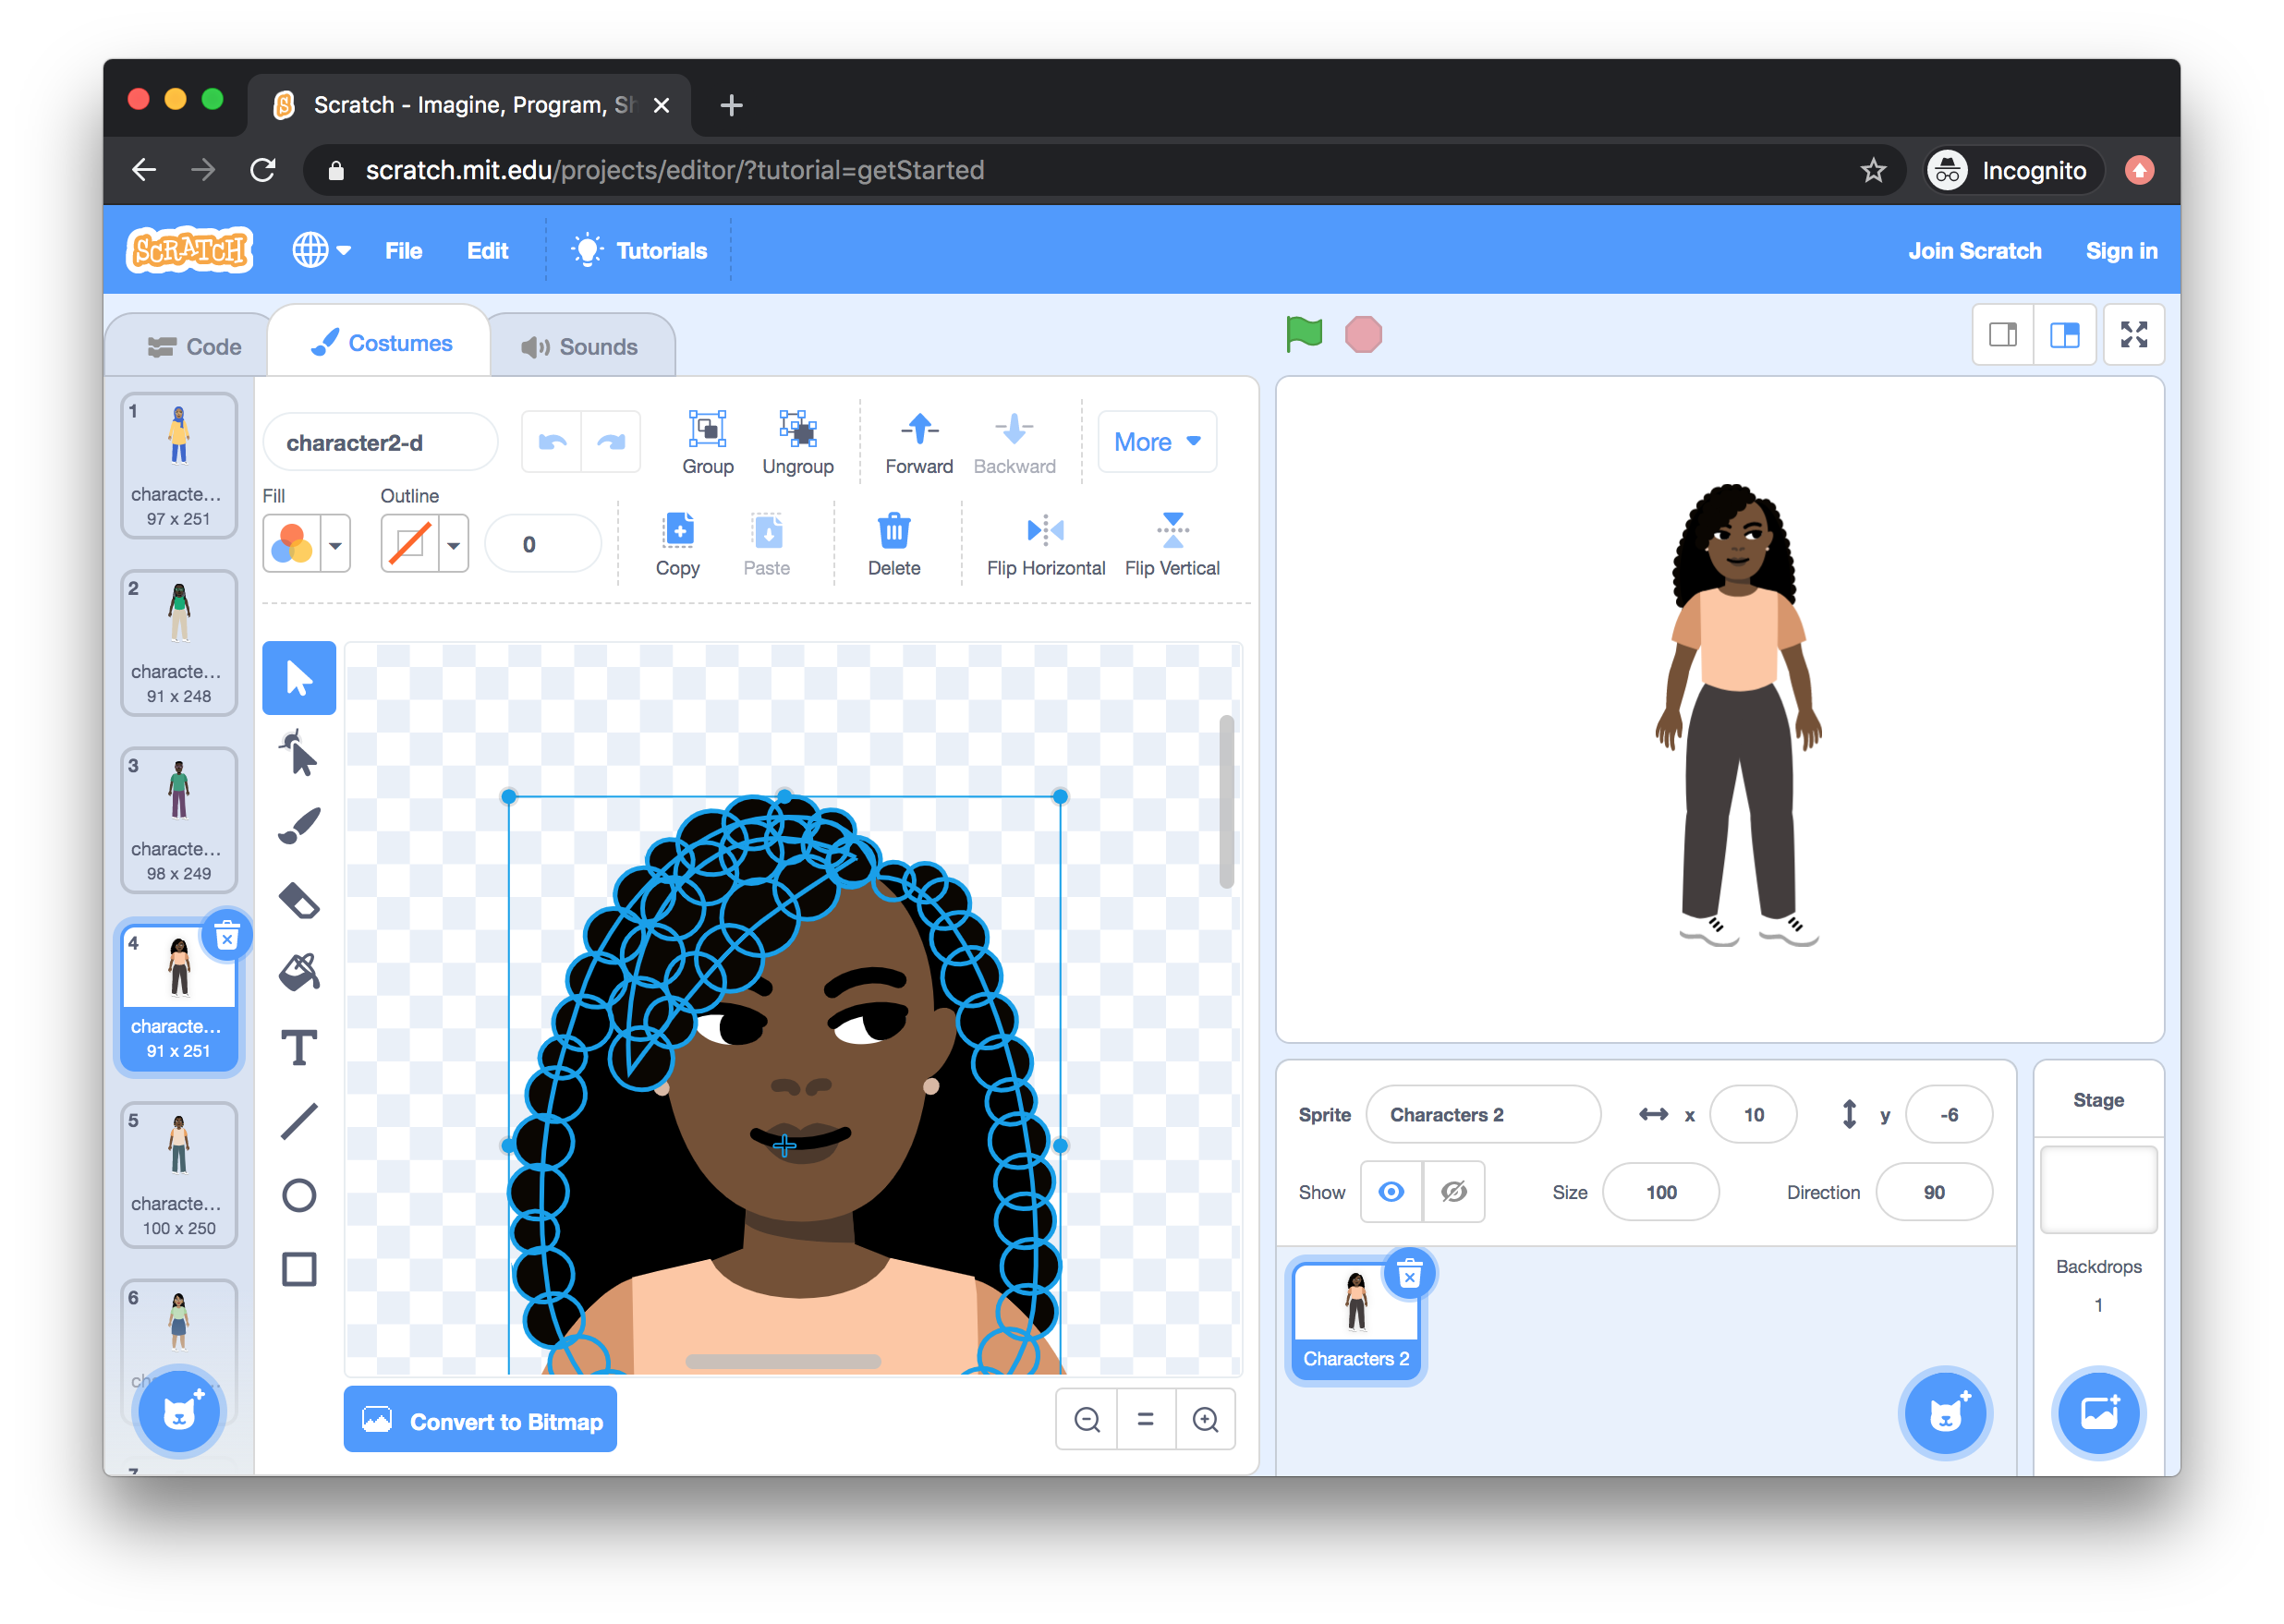 Scratch - Imagine, Program, Sh
scratch.mit.edu/projects/editor/?tutorial=getStarted
Incognito
SCRATCH
File
Edit
Tutorials
Join Scratch
Sign in
Code
Costumes
Sounds
1
characte...
97 x 251
2
characte...
91 x 248
3
characte...
98 x 249
4
characte...
91 x 251
5
characte...
100 x 250
6
7
character2-d
Group
Ungroup
Forward
Backward
More
Fill
Outline
0
Copy
Paste
Delete
Flip Horizontal
Flip Vertical
T
Convert to Bitmap
Sprite
Characters 2
x
10
y
-6
Show
Size
100
Direction
90
Characters 2
Stage
Backdrops
1